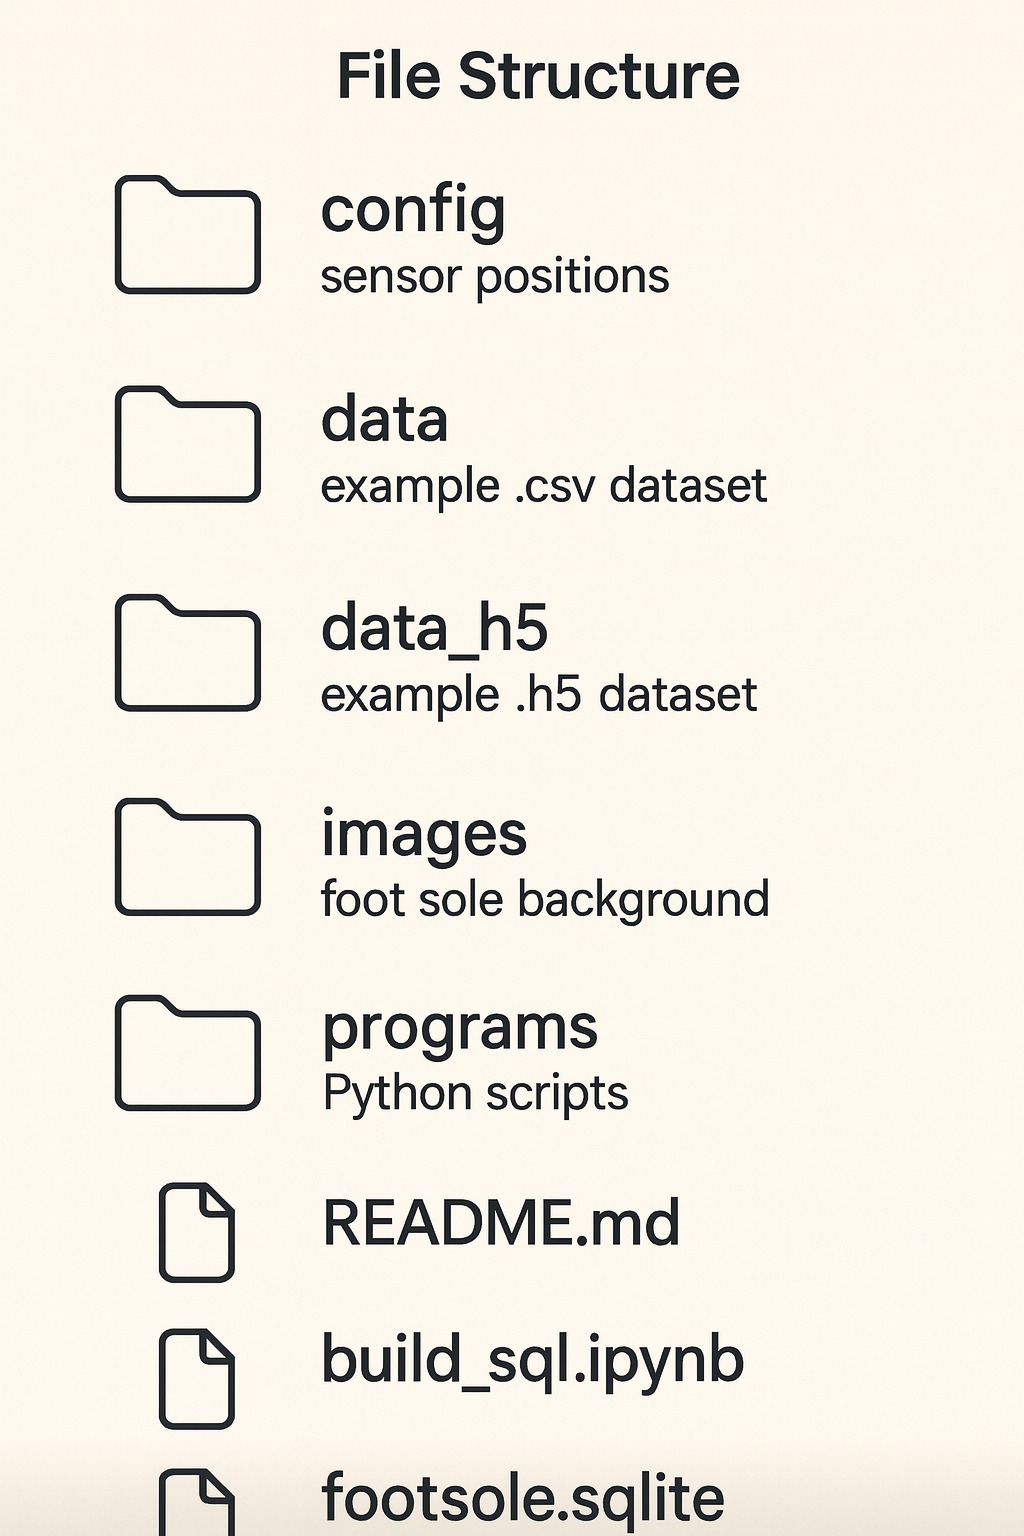 File Structure
config
sensor positions
data
example .csv dataset
data_h5
example .h5 dataset
images
foot sole background
programs
Python scripts
README.md
build_sql.ipynb
footsole.sqlite